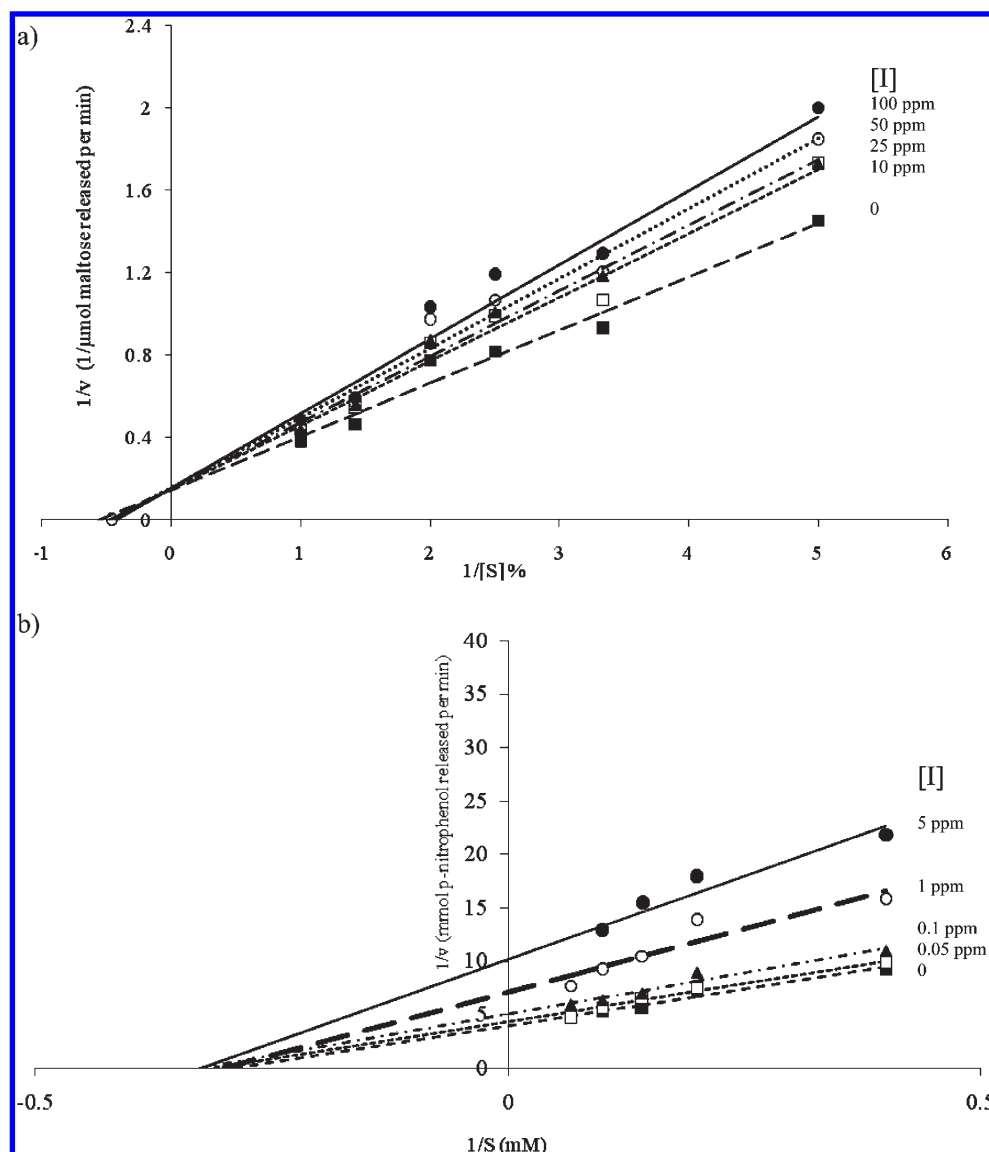 a)
1/v (1/µmol maltose released per min)
2.4
2
1.6
1.2
0.8
0.4
0
-1
0
1
2
3
4
5
6
1/[S]%
[I]
100 ppm
50 ppm
25 ppm
10 ppm
0
b)
1/v (mmol p-nitrophenol released per min)
40
35
30
25
20
15
10
5
0
-0.5
0
0.5
1/S (mM)
[I]
5 ppm
1 ppm
0.1 ppm
0.05 ppm
0